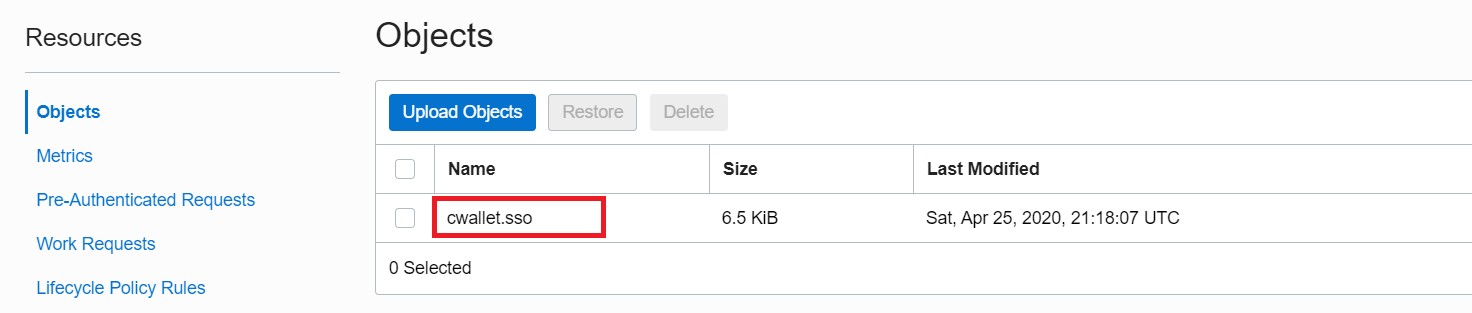 Resources
Objects
Metrics
Pre-Authenticated Requests
Work Requests
Lifecycle Policy Rules
Objects
Upload Objects Restore Delete
Name Size Last Modified
cwallet.sso 6.5 KiB Sat, Apr 25, 2020, 21:18:07 UTC
0 Selected